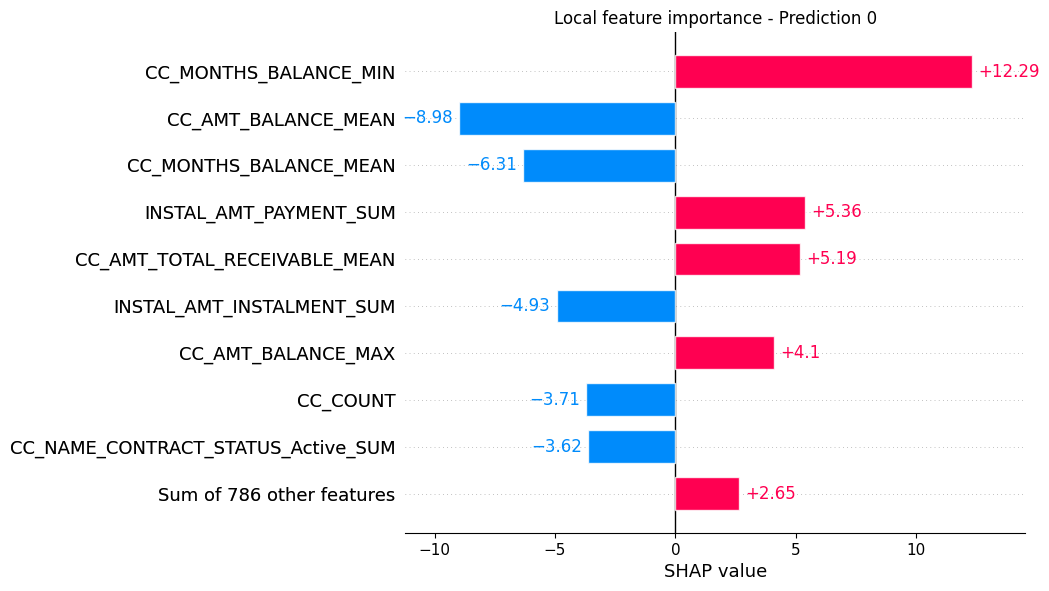 Local feature importance - Prediction 0
CC_MONTHS_BALANCE_MIN +12.29
CC_AMT_BALANCE_MEAN −8.98
CC_MONTHS_BALANCE_MEAN −6.31
INSTAL_AMT_PAYMENT_SUM +5.36
CC_AMT_TOTAL_RECEIVABLE_MEAN +5.19
INSTAL_AMT_INSTALMENT_SUM −4.93
CC_AMT_BALANCE_MAX +4.1
CC_COUNT −3.71
CC_NAME_CONTRACT_STATUS_Active_SUM −3.62
Sum of 786 other features +2.65
−10 −5 0 5 10
SHAP value